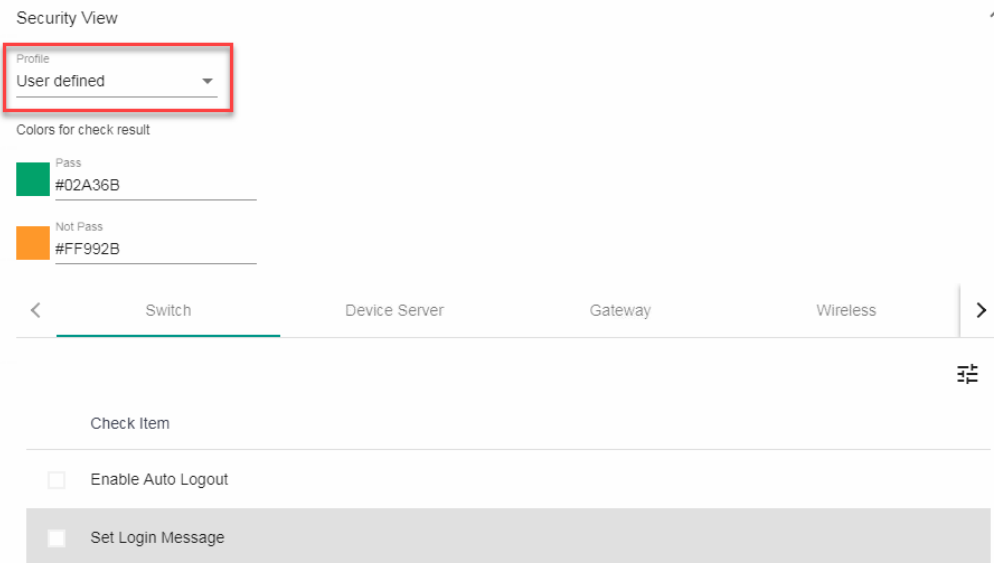 Security View
Profile
User defined
Colors for check result
Pass
#02A36B
Not Pass
#FF992B
Switch Device Server Gateway Wireless
Check Item
Enable Auto Logout
Set Login Message